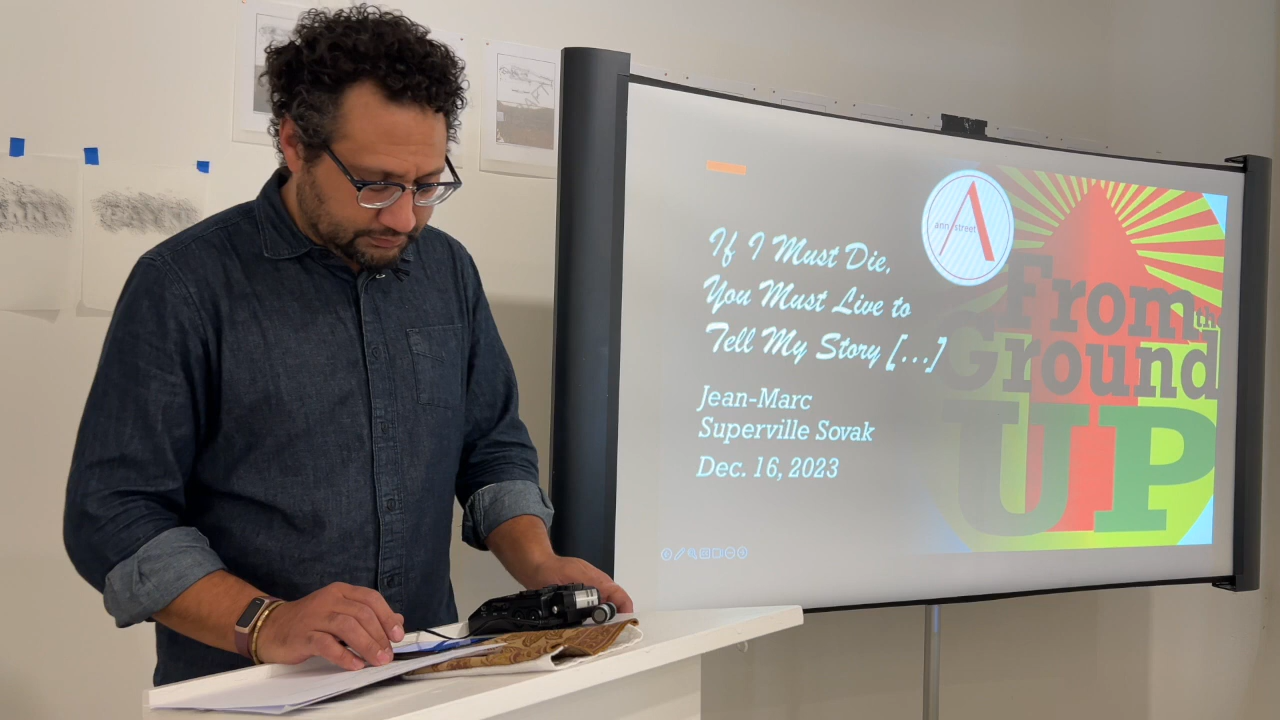 If I Must Die,
You Must Live to
Tell My Story [...]
Jean-Marc
Superville Sovak
Dec. 16, 2023
ann street
A
From the
Ground
UP